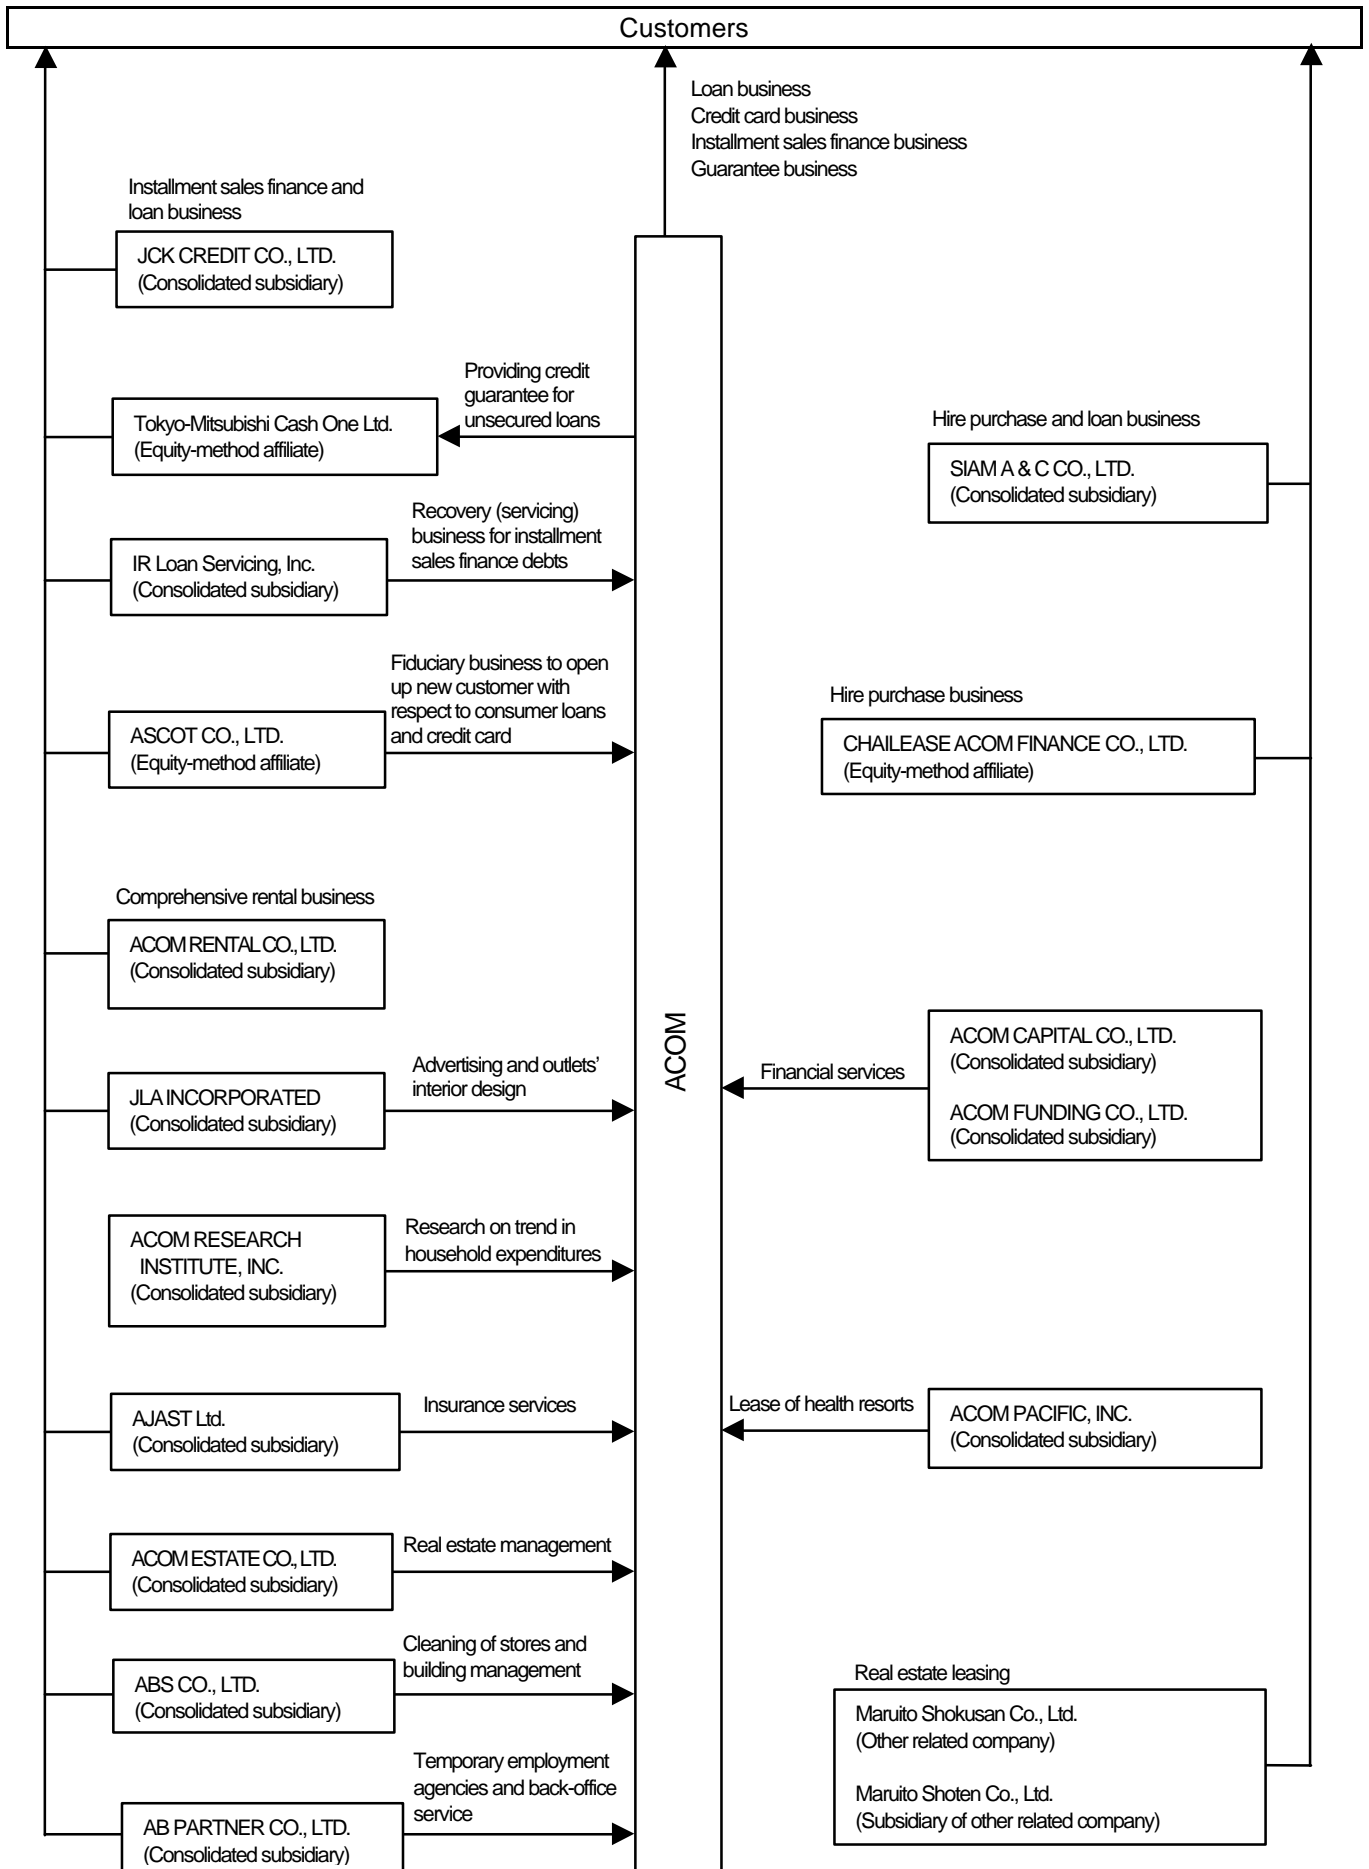 Customers
Loan business
Credit card business
Installment sales finance business
Guarantee business
Installment sales finance and
loan business
JCK CREDIT CO., LTD.
(Consolidated subsidiary)
Providing credit
guarantee for
unsecured loans
Tokyo-Mitsubishi Cash One Ltd.
(Equity-method affiliate)
Hire purchase and loan business
SIAM A & C CO., LTD.
(Consolidated subsidiary)
Recovery (servicing)
business for installment
sales finance debts
IR Loan Servicing, Inc.
(Consolidated subsidiary)
Fiduciary business to open
up new customer with
respect to consumer loans
and credit card
ASCOT CO., LTD.
(Equity-method affiliate)
Hire purchase business
CHAILEASE ACOM FINANCE CO., LTD.
(Equity-method affiliate)
Comprehensive rental business
ACOM RENTAL CO., LTD.
(Consolidated subsidiary)
ACOM
Advertising and outlets’
interior design
JLA INCORPORATED
(Consolidated subsidiary)
Financial services
ACOM CAPITAL CO., LTD.
(Consolidated subsidiary)
ACOM FUNDING CO., LTD.
(Consolidated subsidiary)
ACOM RESEARCH
INSTITUTE, INC.
(Consolidated subsidiary)
Research on trend in
household expenditures
AJAST Ltd.
(Consolidated subsidiary)
Insurance services
Lease of health resorts
ACOM PACIFIC, INC.
(Consolidated subsidiary)
ACOM ESTATE CO., LTD.
(Consolidated subsidiary)
Real estate management
Cleaning of stores and
building management
ABS CO., LTD.
(Consolidated subsidiary)
Real estate leasing
Maruito Shokusan Co., Ltd.
(Other related company)
Maruito Shoten Co., Ltd.
(Subsidiary of other related company)
Temporary employment
agencies and back-office
service
AB PARTNER CO., LTD.
(Consolidated subsidiary)